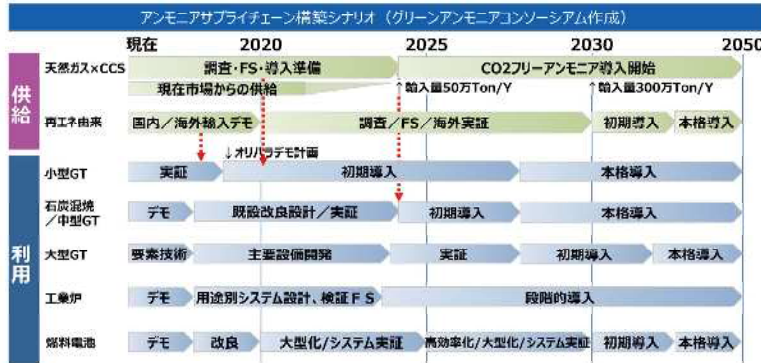 アンモニアサプライチェーン構築シナリオ（グリーンアンモニアコンソーシアム作成）
現在 2020 2025 2030 2050
供給
天然ガス×CCS 調査・FS・導入準備 CO2フリーアンモニア導入開始
現在市場からの供給 ↑輸入量50万Ton/Y ↑輸入量300万Ton/Y
再エネ由来 国内/海外輸入デモ 調査/FS/海外実証 初期導入 本格導入
↓オリパラデモ計画
利用
小型GT 実証 初期導入 本格導入
石炭混焼
/中型GT デモ 既設改良設計/実証 初期導入 本格導入
大型GT 要素技術 主要設備開発 実証 初期導入 本格導入
工業炉 デモ 用途別システム設計、検証ＦＳ 段階的導入
燃料電池 デモ 改良 大型化/システム実証 高効率化/大型化/システム実証 初期導入 本格導入